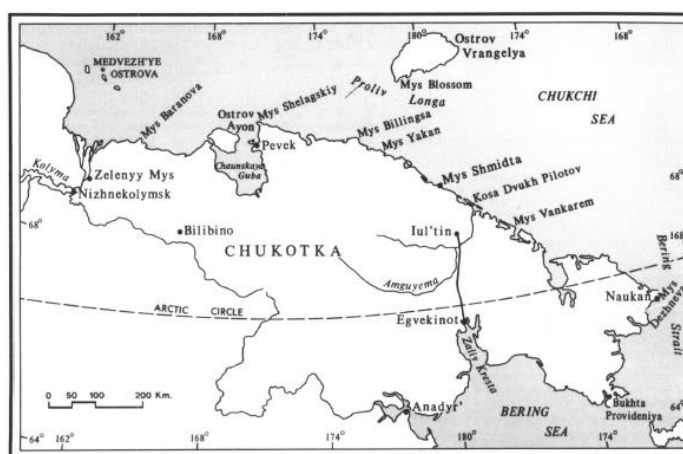 162°
168°
174°
180°
174°
168°
MEDVEZH'YE
OSTROVA
Mys Baranova
Ostrov
Ayon
Mys Shelagskiy
Pevek
Chaunskaya
Guba
Proliv
Longa
Ostrov
Vrangelya
Mys Blossom
CHUKCHI
SEA
Mys Billingsa
Mys Yakan
Mys Shmidta
Kosa Dvukh Pilotov
Mys Vankarem
68°
Kolyma
Zelenyy Mys
Nizhnekolymsk
68°
Bilibino
CHUKOTKA
Iul'tin
Amguyema
168°
Bering
Strait
Naukan
Mys
Dezhneva
ARCTIC CIRCLE
Egvekinot
Zaliv Kresta
0 50 100 200 Km.
Anadyr'
BERING
SEA
Bukhta
Provideniya
64°
64°
162°
168°
174°
180°
174°